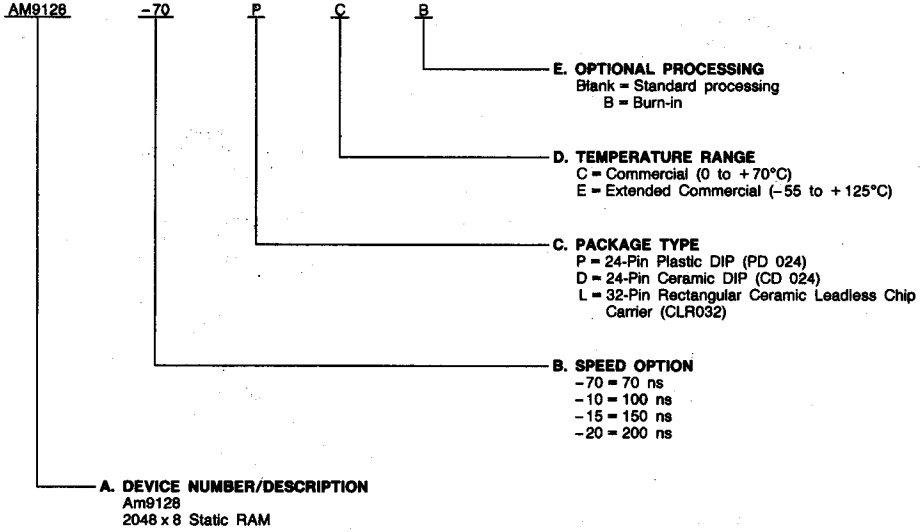 AM9128 -70 P C B
E. OPTIONAL PROCESSING
Blank = Standard processing
B = Burn-in
D. TEMPERATURE RANGE
C = Commercial (0 to +70°C)
E = Extended Commercial (-55 to +125°C)
C. PACKAGE TYPE
P = 24-Pin Plastic DIP (PD 024)
D = 24-Pin Ceramic DIP (CD 024)
L = 32-Pin Rectangular Ceramic Leadless Chip
Carrier (CLR032)
B. SPEED OPTION
-70 = 70 ns
-10 = 100 ns
-15 = 150 ns
-20 = 200 ns
A. DEVICE NUMBER/DESCRIPTION
Am9128
2048 x 8 Static RAM